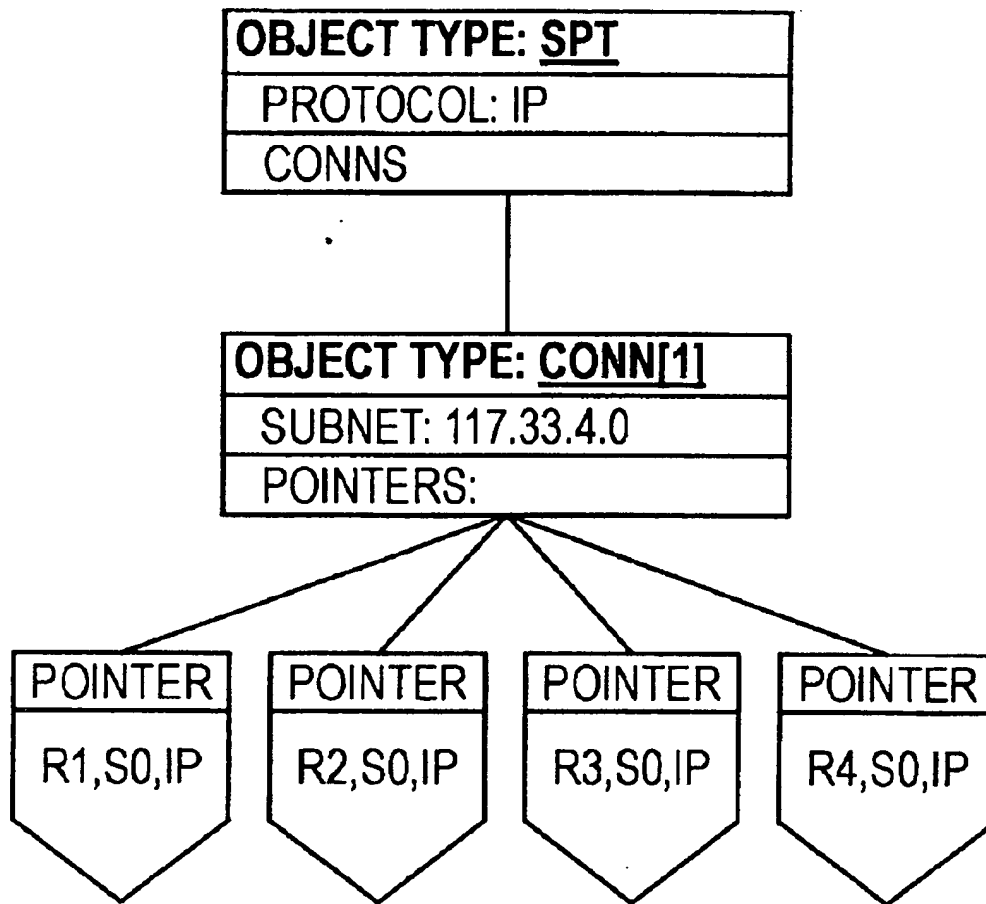 OBJECT TYPE: SPT
PROTOCOL: IP
CONNS
OBJECT TYPE: CONN[1]
SUBNET: 117.33.4.0
POINTERS:
POINTER
R1,S0,IP
POINTER
R2,S0,IP
POINTER
R3,S0,IP
POINTER
R4,S0,IP